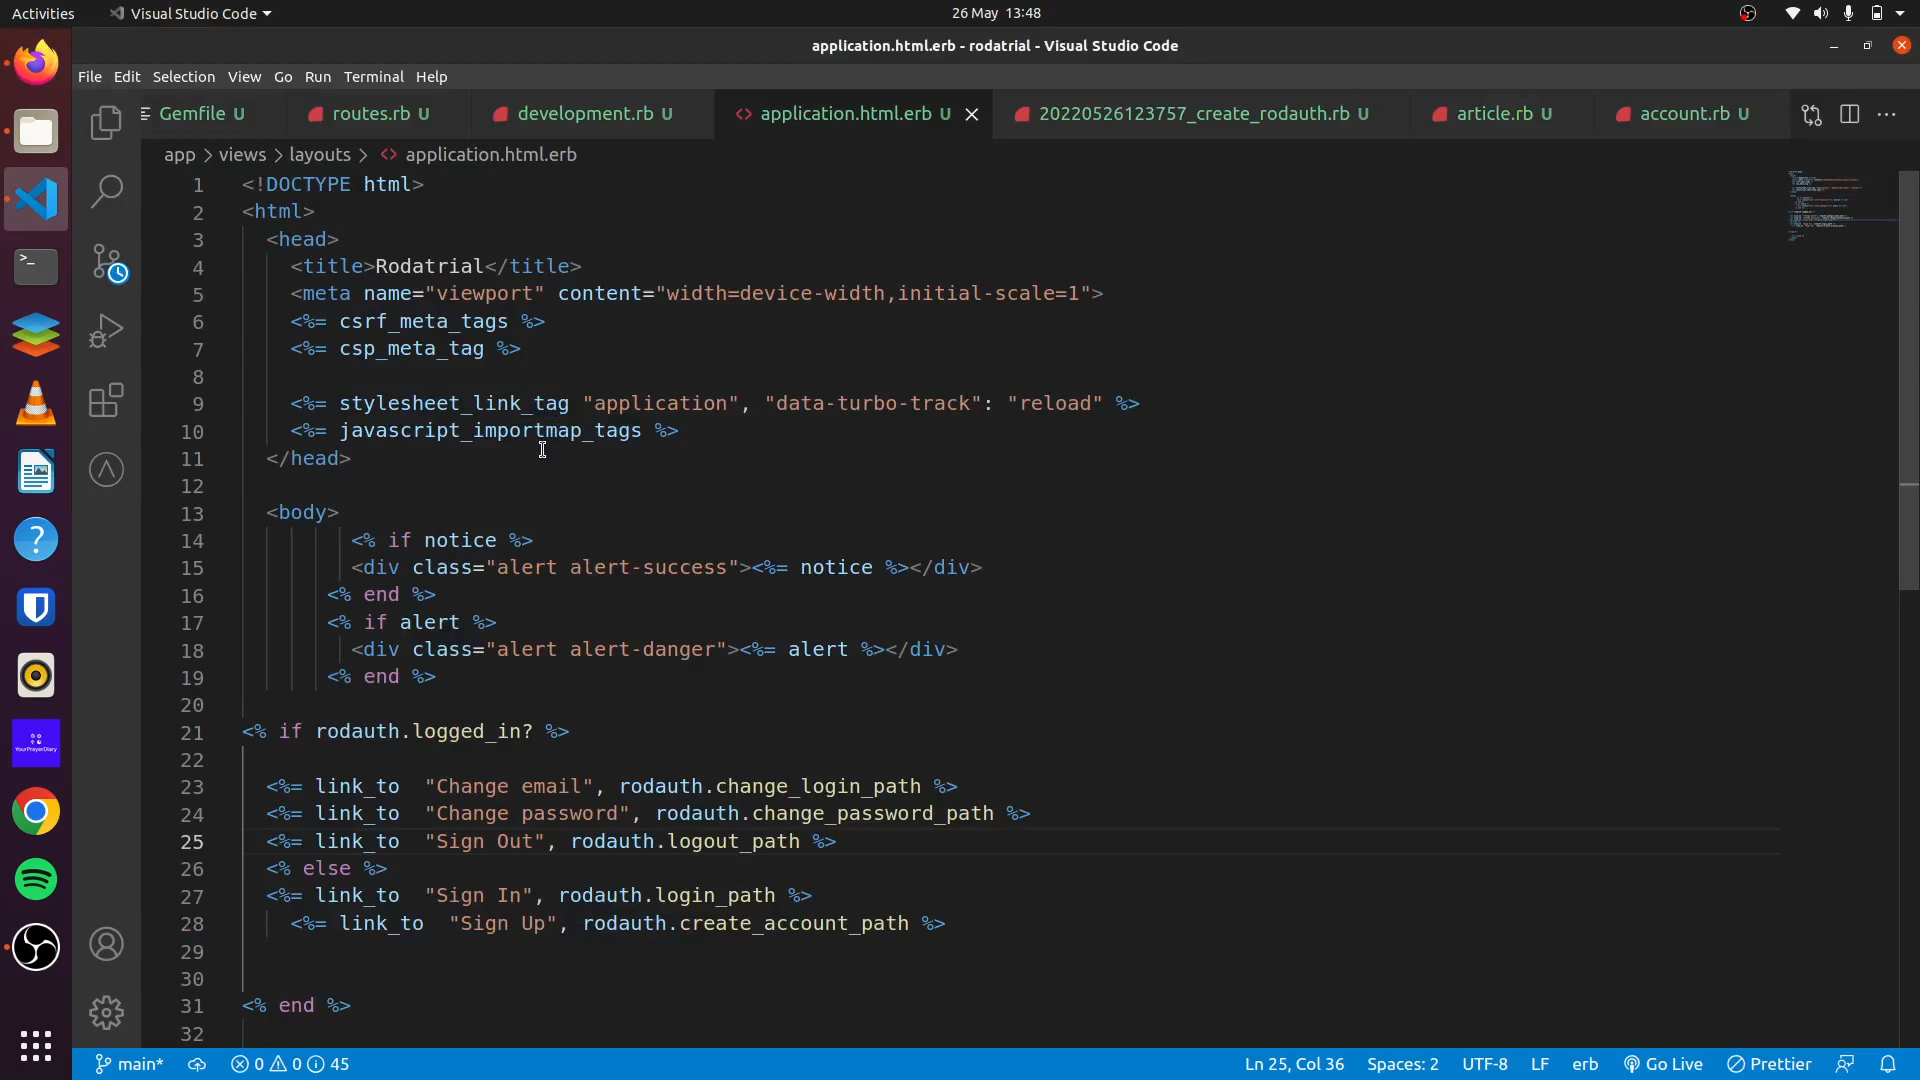 Activities Visual Studio Code 26 May 13:48
application.html.erb - rodatrial - Visual Studio Code
File Edit Selection View Go Run Terminal Help
Gemfile U routes.rb U development.rb U application.html.erb U 20220526123757_create_rodauth.rb U article.rb U account.rb U
app > views > layouts > application.html.erb
1 <!DOCTYPE html>
2 <html>
3 <head>
4 <title>Rodatrial</title>
5 <meta name="viewport" content="width=device-width,initial-scale=1">
6 <%= csrf_meta_tags %>
7 <%= csp_meta_tag %>
8
9 <%= stylesheet_link_tag "application", "data-turbo-track": "reload" %>
10 <%= javascript_importmap_tags %>
11 </head>
12
13 <body>
14 <% if notice %>
15 <div class="alert alert-success"><%= notice %></div>
16 <% end %>
17 <% if alert %>
18 <div class="alert alert-danger"><%= alert %></div>
19 <% end %>
20
21 <% if rodauth.logged_in? %>
22
23 <%= link_to "Change email", rodauth.change_login_path %>
24 <%= link_to "Change password", rodauth.change_password_path %>
25 <%= link_to "Sign Out", rodauth.logout_path %>
26 <% else %>
27 <%= link_to "Sign In", rodauth.login_path %>
28 <%= link_to "Sign Up", rodauth.create_account_path %>
29
30
31 <% end %>
32
YourPrayerDiary
main* 0 0 45 Ln 25, Col 36 Spaces: 2 UTF-8 LF erb Go Live Prettier